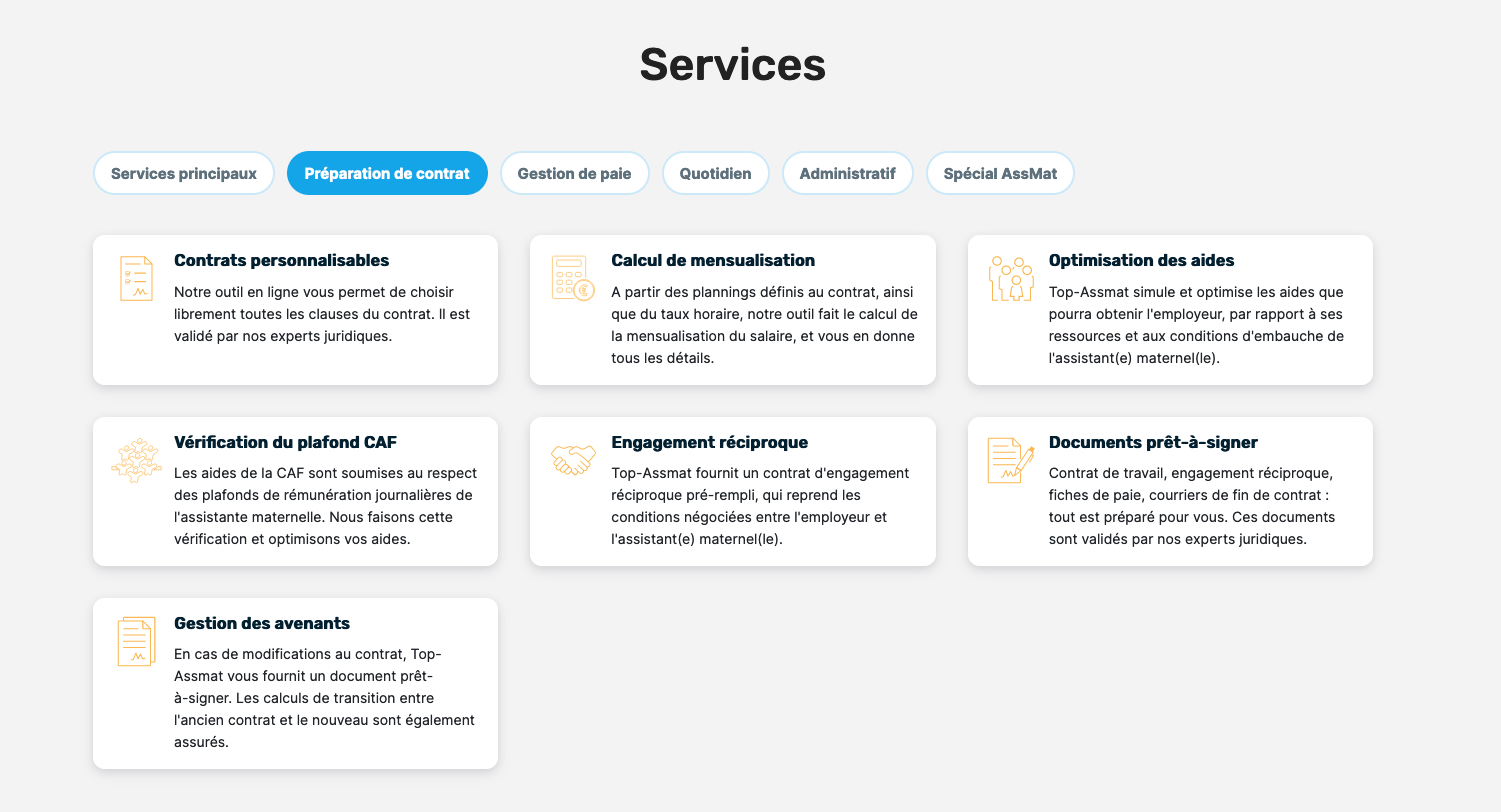 Services
Services principaux
Préparation de contrat
Gestion de paie
Quotidien
Administratif
Spécial AssMat
Contrats personnalisables
Notre outil en ligne vous permet de choisir
librement toutes les clauses du contrat. Il est
validé par nos experts juridiques.
Calcul de mensualisation
A partir des plannings définis au contrat, ainsi
que du taux horaire, notre outil fait le calcul de
la mensualisation du salaire, et vous en donne
tous les détails.
Optimisation des aides
Top-Assmat simule et optimise les aides que
pourra obtenir l'employeur, par rapport à ses
ressources et aux conditions d'embauche de
l'assistant(e) maternel(le).
Vérification du plafond CAF
Les aides de la CAF sont soumises au respect
des plafonds de rémunération journalières de
l'assistante maternelle. Nous faisons cette
vérification et optimisons vos aides.
Engagement réciproque
Top-Assmat fournit un contrat d'engagement
réciproque pré-rempli, qui reprend les
conditions négociées entre l'employeur et
l'assistant(e) maternel(le).
Documents prêt-à-signer
Contrat de travail, engagement réciproque,
fiches de paie, courriers de fin de contrat :
tout est préparé pour vous. Ces documents
sont validés par nos experts juridiques.
Gestion des avenants
En cas de modifications au contrat, Top-
Assmat vous fournit un document prêt-
à-signer. Les calculs de transition entre
l'ancien contrat et le nouveau sont également
assurés.